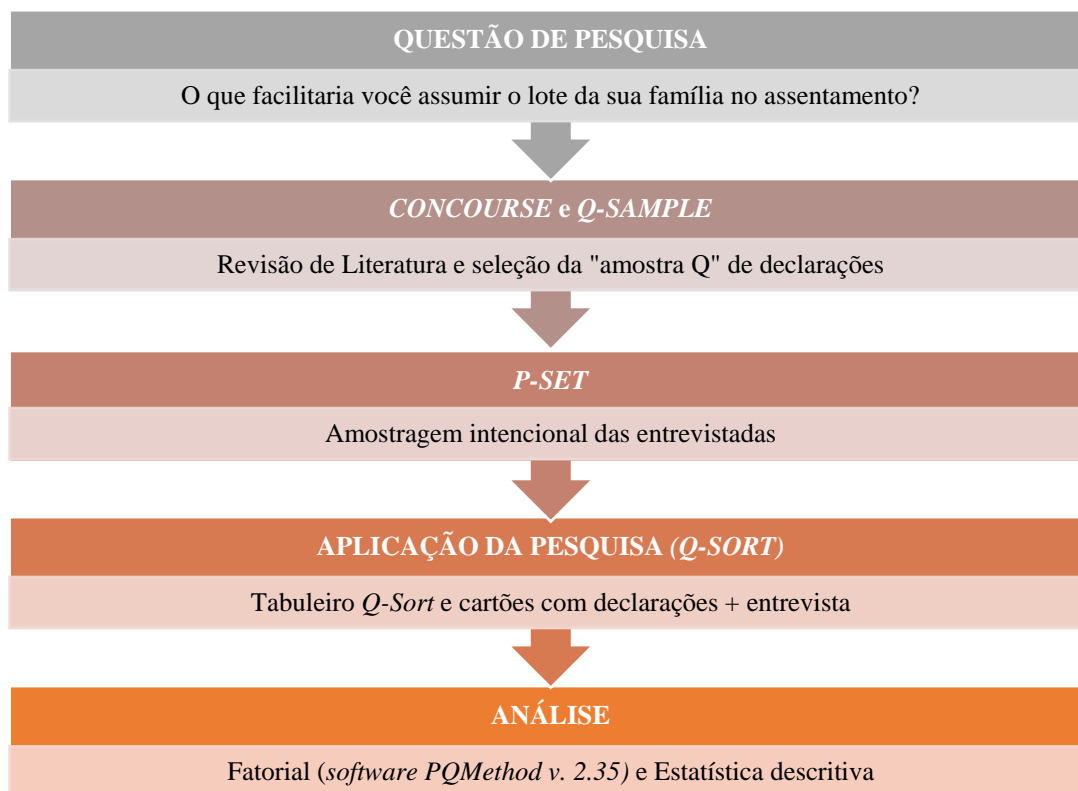 QUESTÃO DE PESQUISA
O que facilitaria você assumir o lote da sua família no assentamento?
CONCOURSE e Q-SAMPLE
Revisão de Literatura e seleção da "amostra Q" de declarações
P-SET
Amostragem intencional das entrevistadas
APLICAÇÃO DA PESQUISA (Q-SORT)
Tabuleiro Q-Sort e cartões com declarações + entrevista
ANÁLISE
Fatorial (software PQMethod v. 2.35) e Estatística descritiva